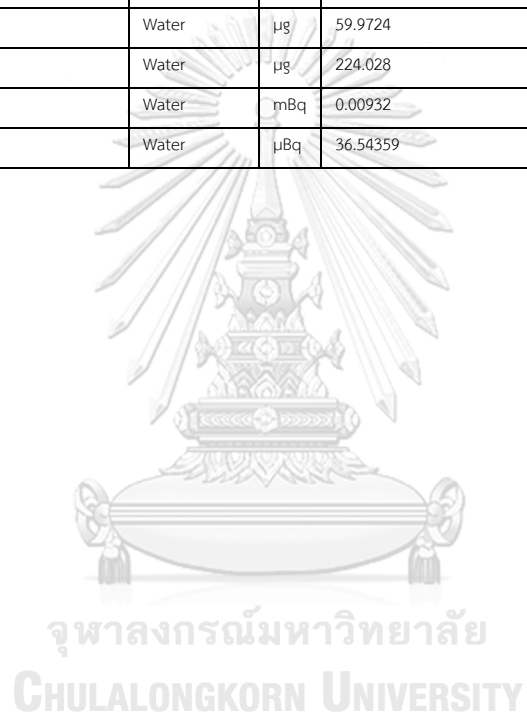 Water µg 59.9724
Water µg 224.028
Water mBq 0.00932
Water µBq 36.54359
จุฬาลงกรณ์มหาวิทยาลัย
CHULALONGKORN UNIVERSITY